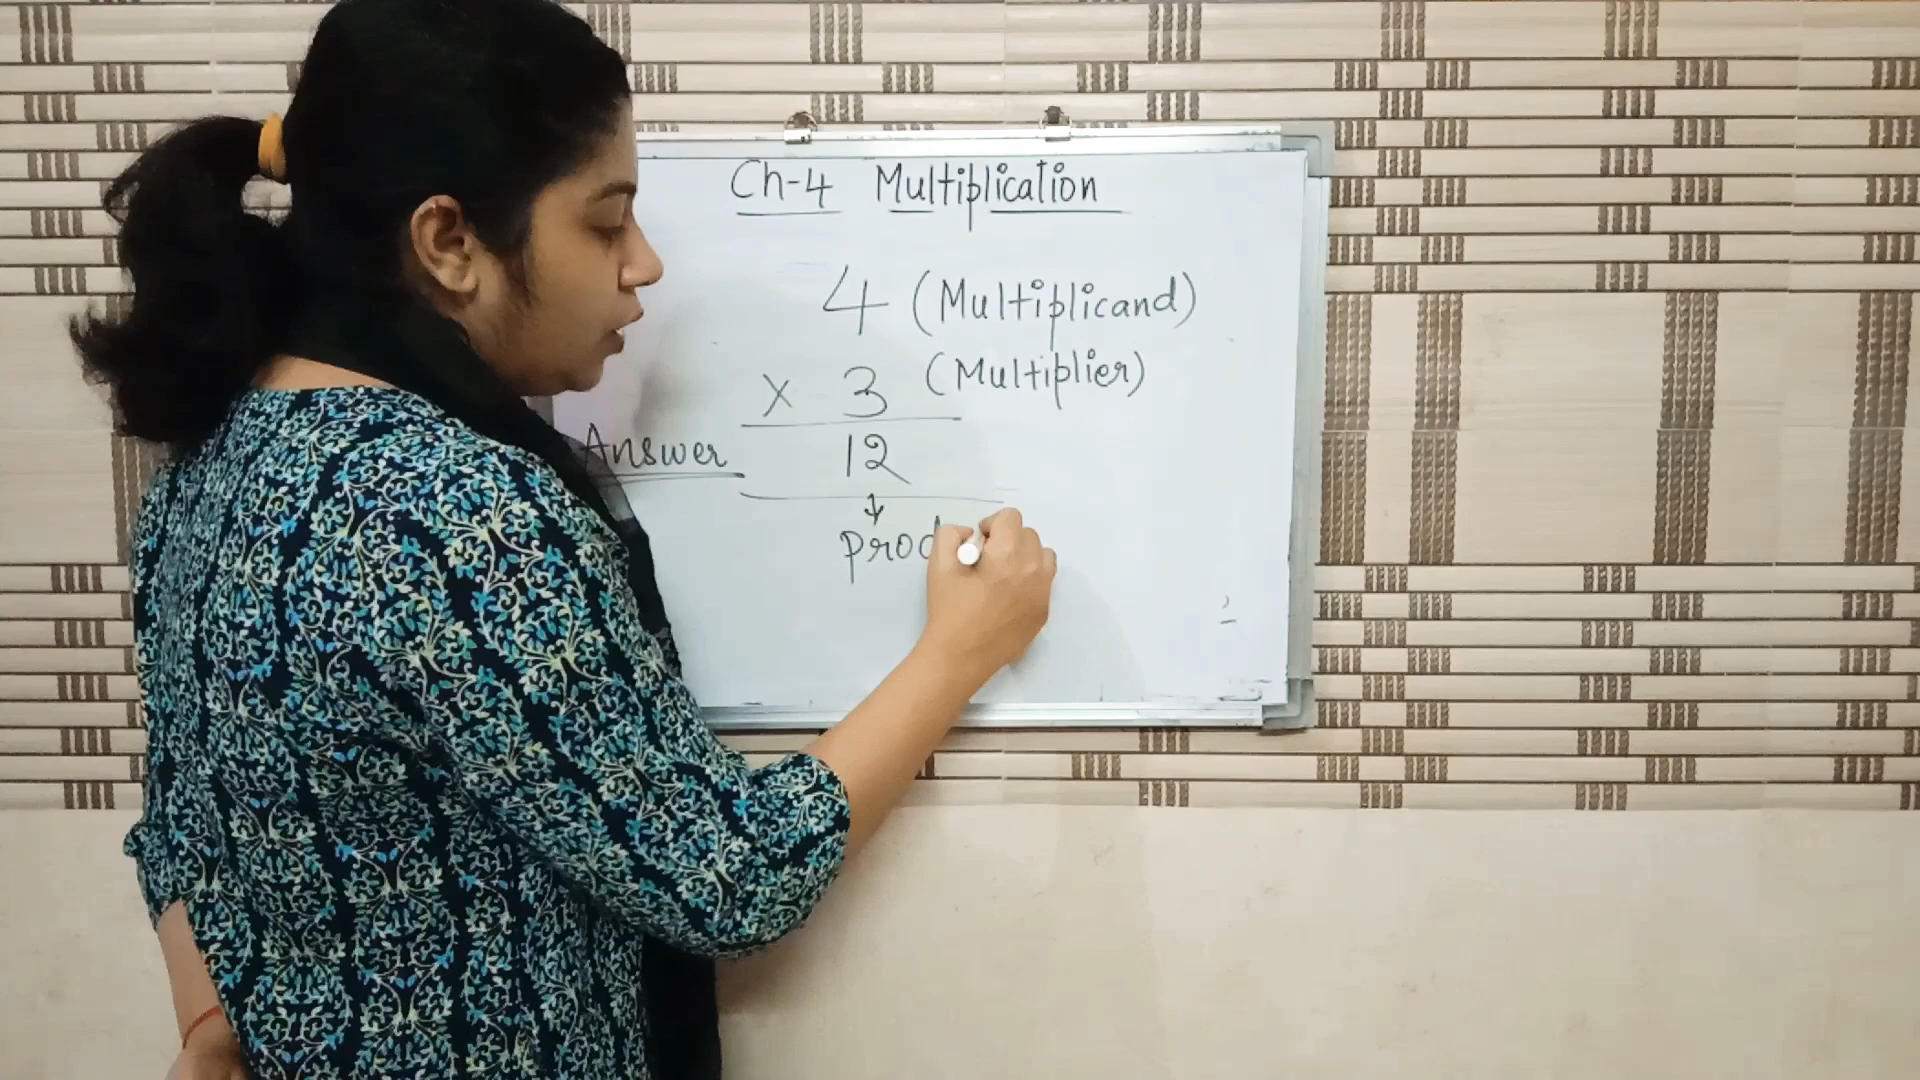 Ch-4 Multiplication
4 (Multiplicand)
x 3 (Multiplier)
Answer 12
↓
prod